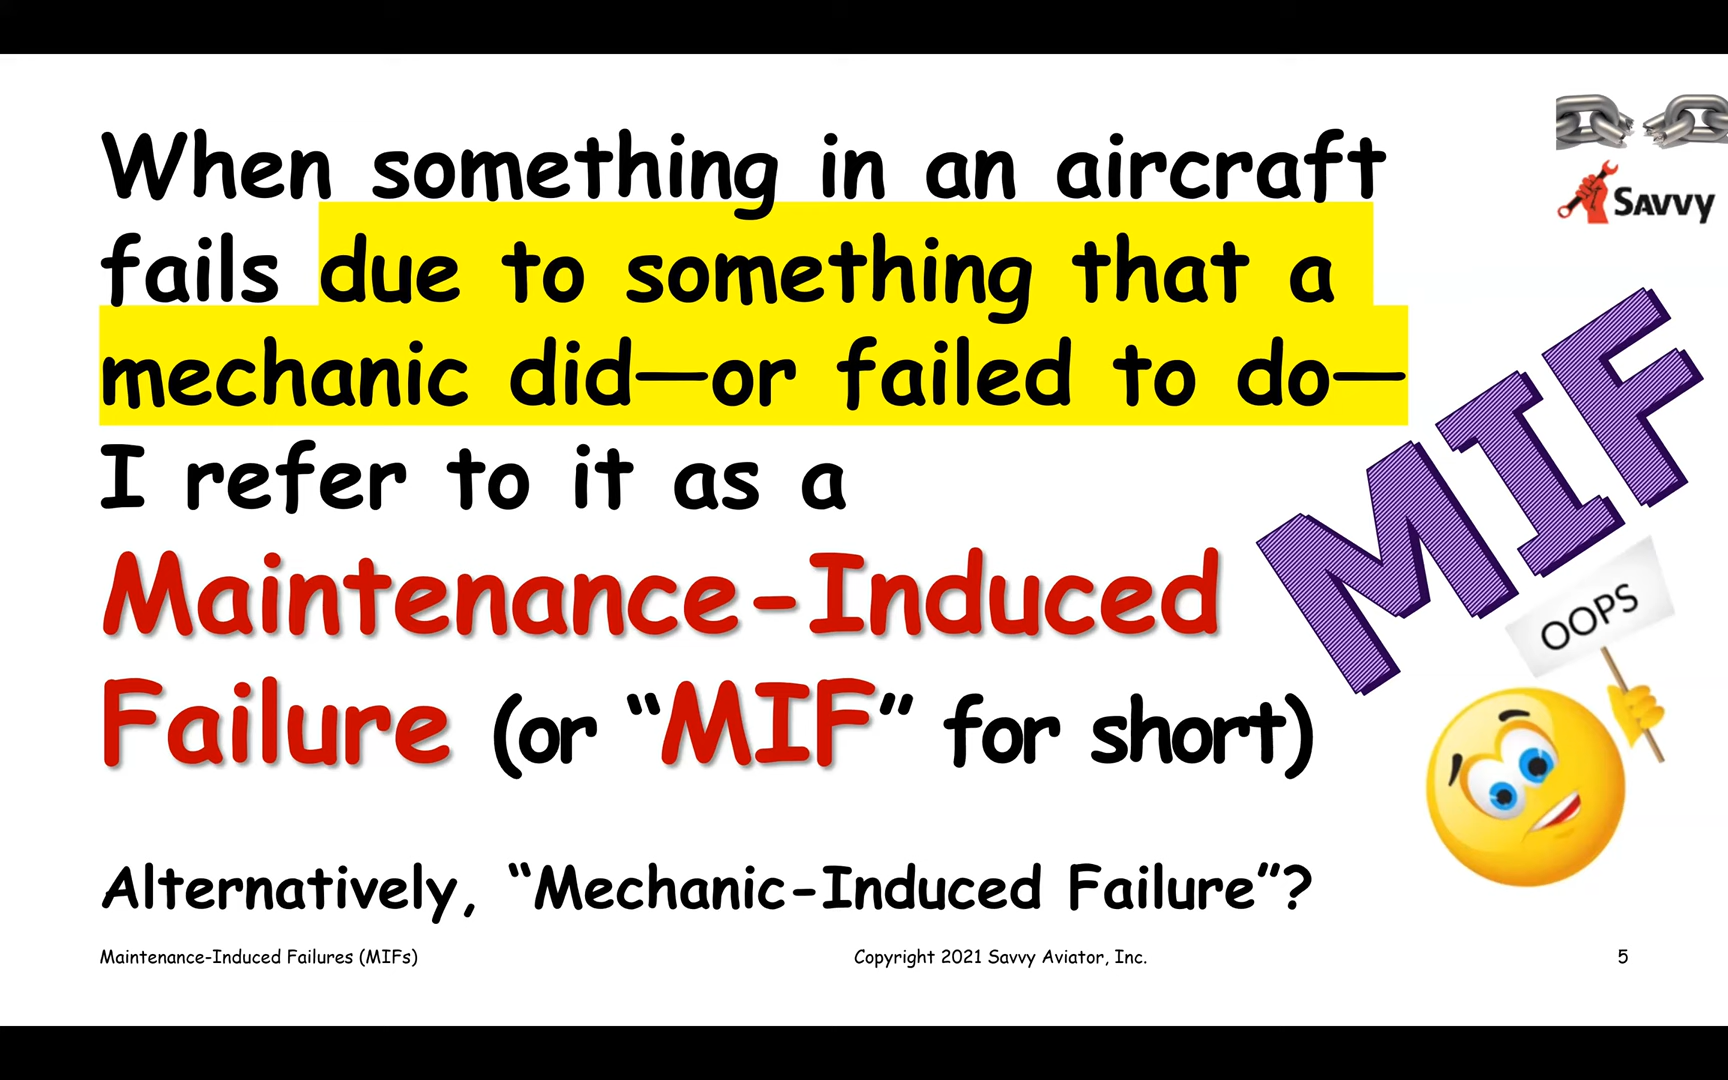 When something in an aircraft
fails due to something that a
mechanic did—or failed to do—
I refer to it as a
Maintenance-Induced
Failure (or “MIF” for short)
Alternatively, “Mechanic-Induced Failure”?
SAVVY
MIF
OOPS
Maintenance-Induced Failures (MIFs)
Copyright 2021 Savvy Aviator, Inc.
5